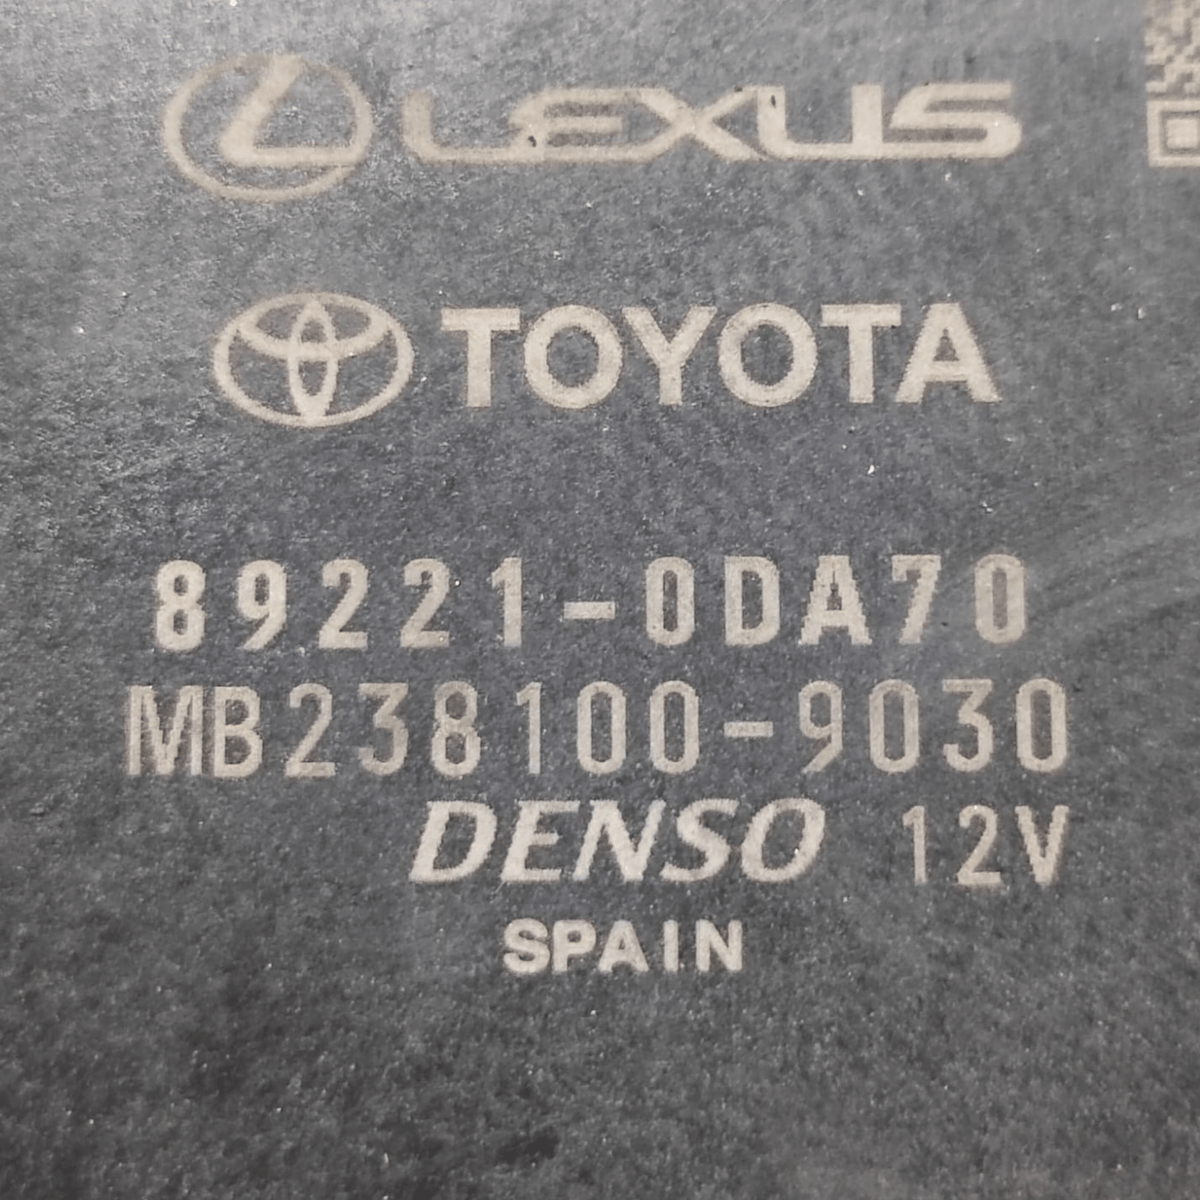 LEXUS
TOYOTA
89221-0DA70
MB238100-9030
DENSO 12V
SPAIN